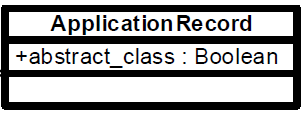 ApplicationRecord
+abstract_class : Boolean